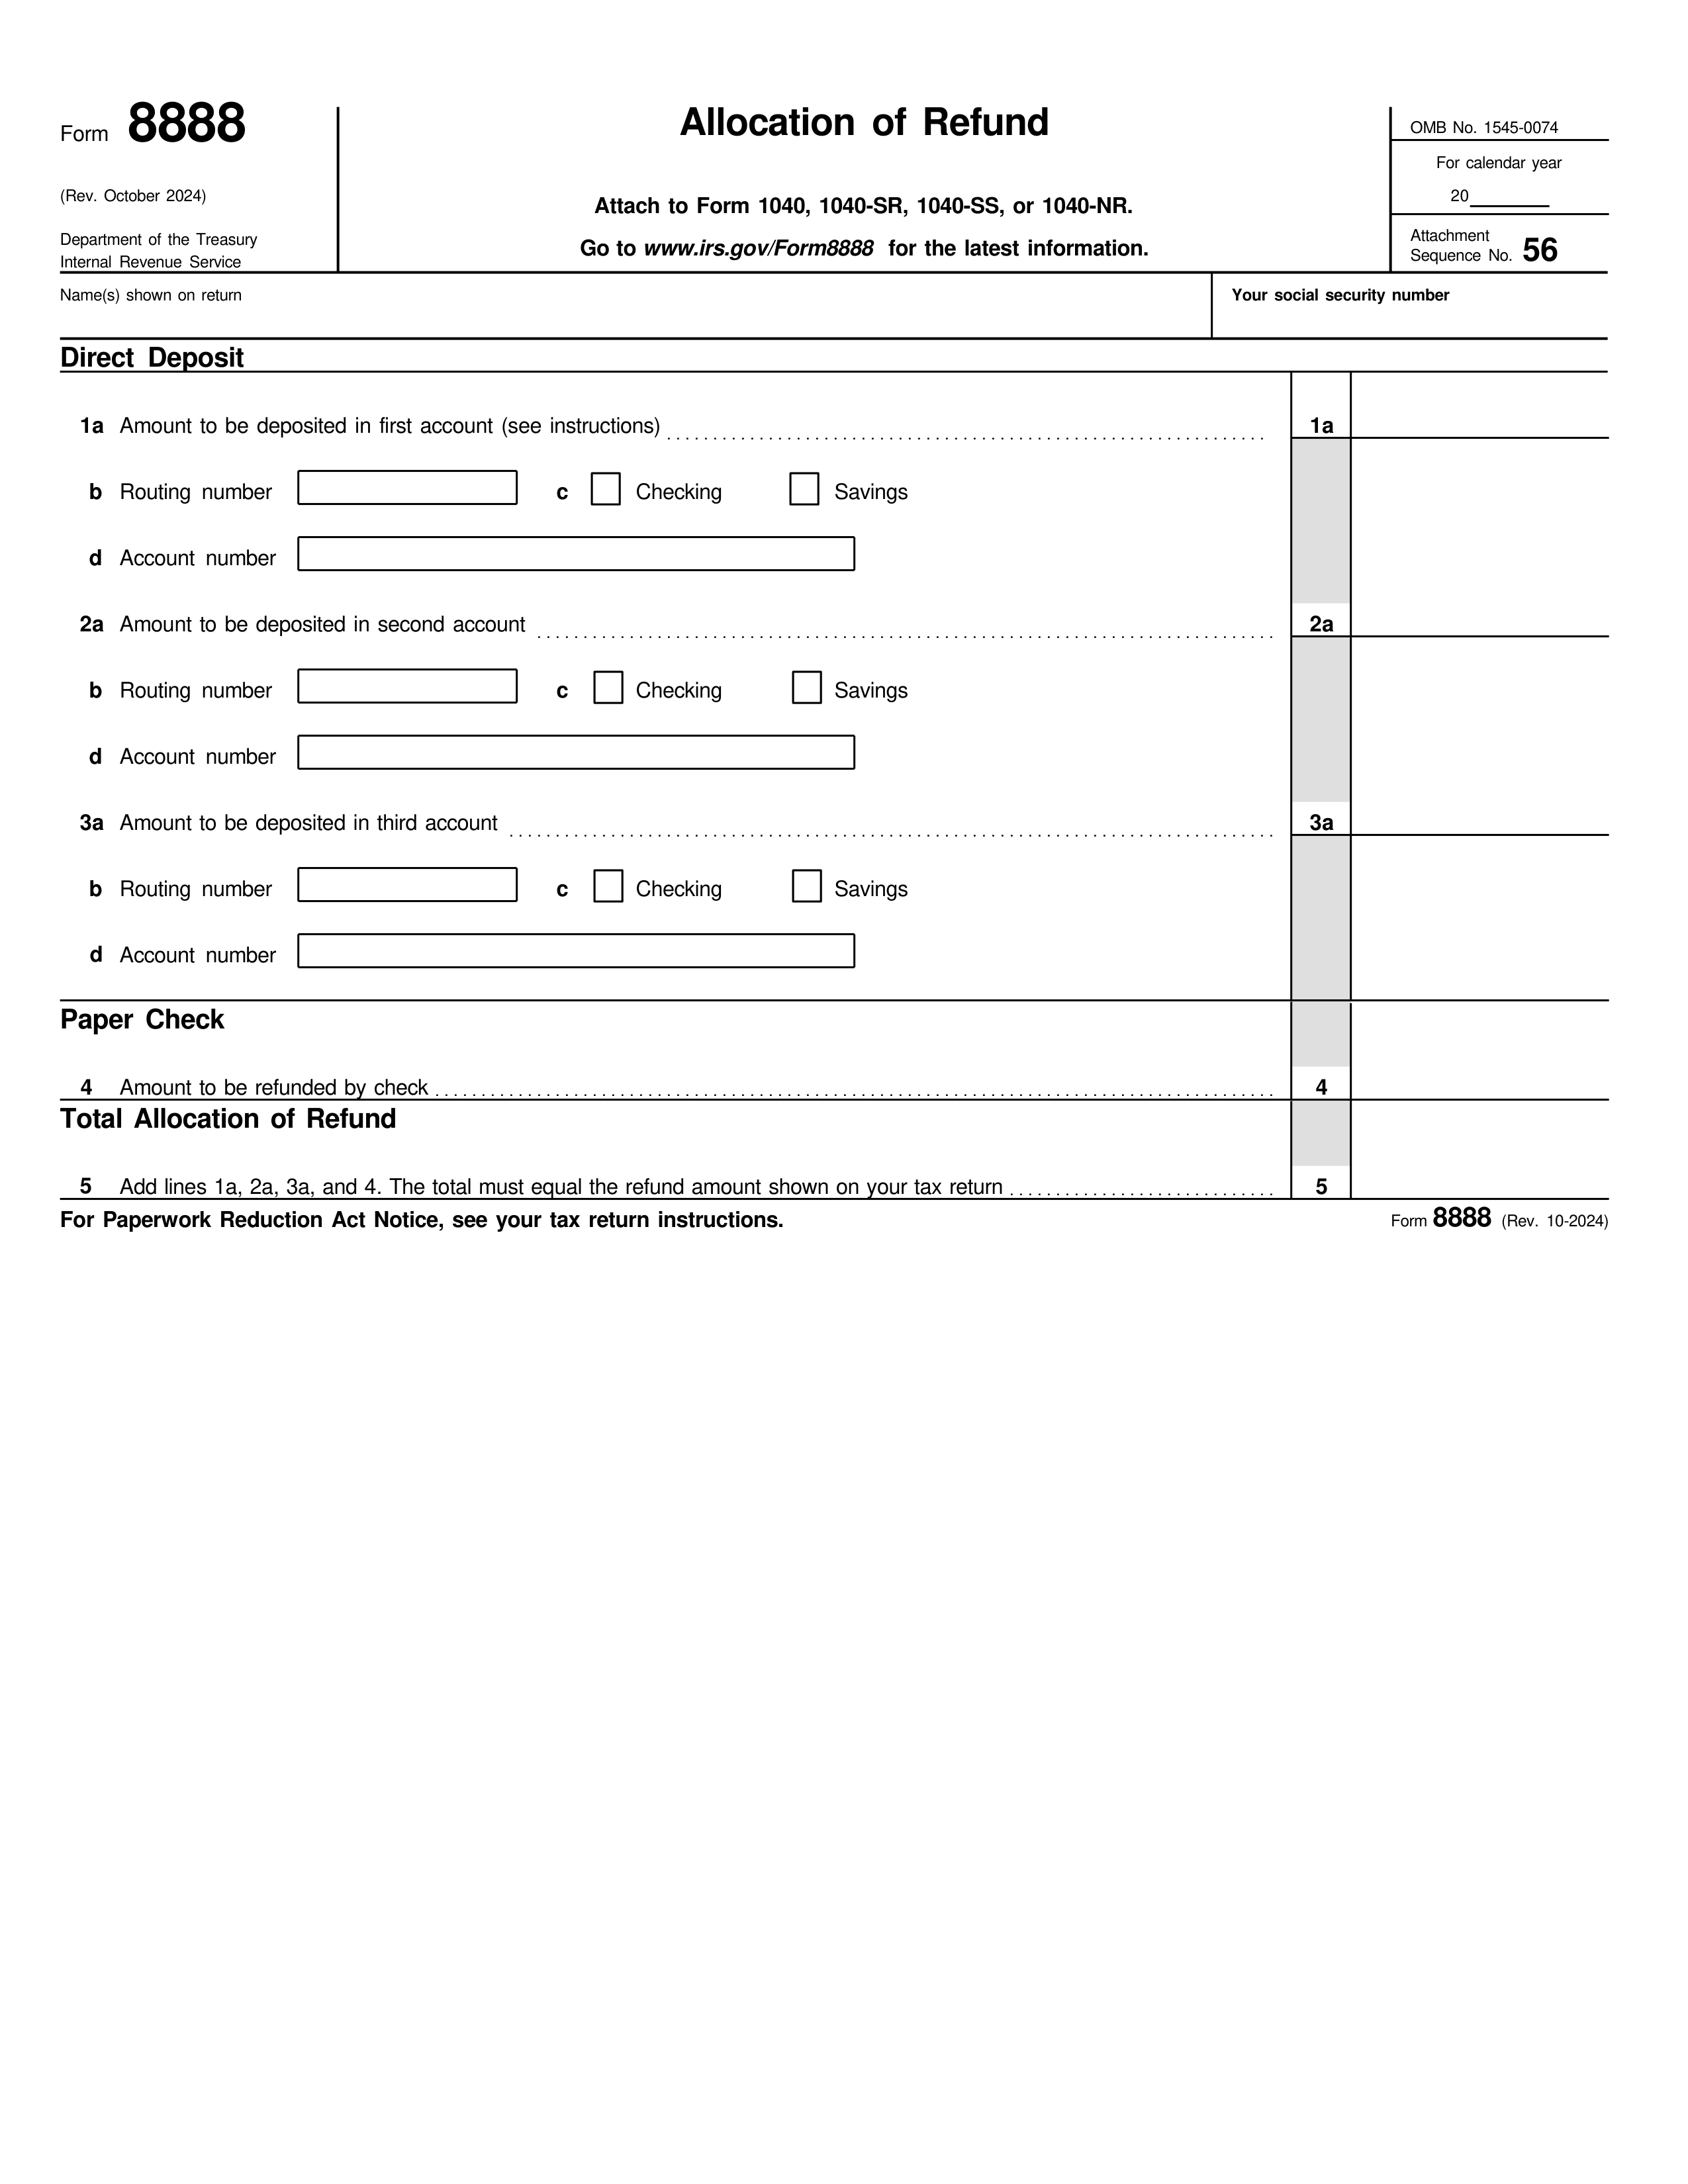 Form 8888
(Rev. October 2024)
Department of the Treasury
Internal Revenue Service
Allocation of Refund
Attach to Form 1040, 1040-SR, 1040-SS, or 1040-NR.
Go to www.irs.gov/Form8888 for the latest information.
OMB No. 1545-0074
For calendar year
20
Attachment
Sequence No. 56
Name(s) shown on return
Your social security number
Direct Deposit
1a Amount to be deposited in first account (see instructions) 1a
b Routing number c Checking Savings
d Account number
2a Amount to be deposited in second account 2a
b Routing number c Checking Savings
d Account number
3a Amount to be deposited in third account 3a
b Routing number c Checking Savings
d Account number
Paper Check
4 Amount to be refunded by check 4
Total Allocation of Refund
5 Add lines 1a, 2a, 3a, and 4. The total must equal the refund amount shown on your tax return 5
For Paperwork Reduction Act Notice, see your tax return instructions. Form 8888 (Rev. 10-2024)